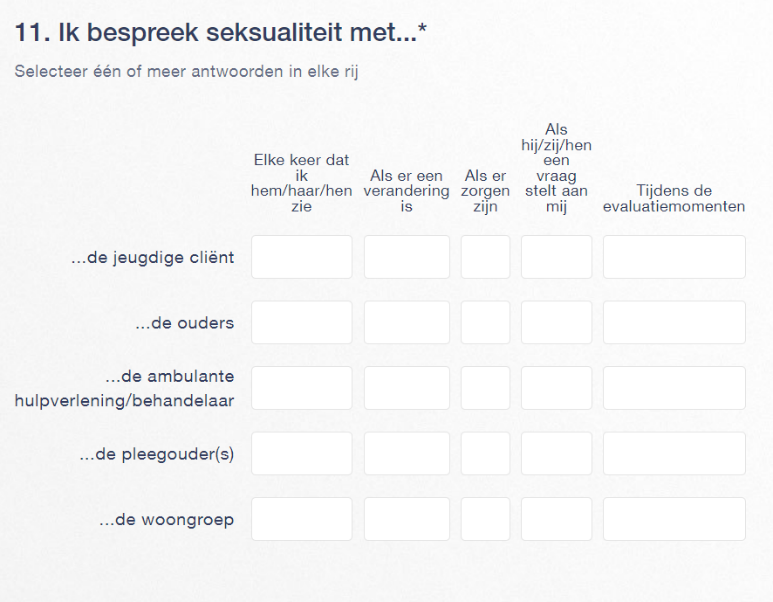 11. Ik bespreek seksualiteit met...*
Selecteer één of meer antwoorden in elke rij
Elke keer dat
ik
hem/haar/hen
zie
Als er een
verandering
is
Als er
zorgen
zijn
Als
hij/zij/hen
een
vraag
stelt aan
mij
Tijdens de
evaluatiemomenten
...de jeugdige cliënt
...de ouders
...de ambulante
hulpverlening/behandelaar
...de pleegouder(s)
...de woongroep